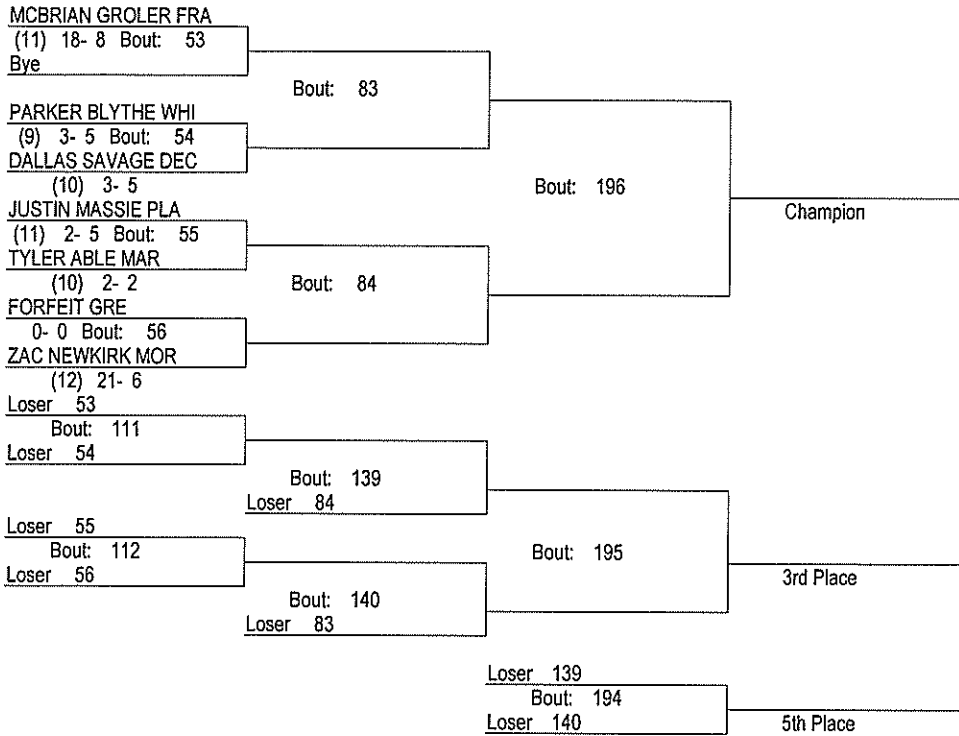 MCBRIAN GROLER FRA
(11) 18- 8 Bout: 53
Bye
Bout: 83
PARKER BLYTHE WHI
(9) 3- 5 Bout: 54
DALLAS SAVAGE DEC
(10) 3- 5
Bout: 196
JUSTIN MASSIE PLA
Champion
(11) 2- 5 Bout: 55
TYLER ABLE MAR
(10) 2- 2
Bout: 84
FORFEIT GRE
0- 0 Bout: 56
ZAC NEWKIRK MOR
(12) 21- 6
Loser 53
Bout: 111
Loser 54
Bout: 139
Loser 84
Loser 55
Bout: 112
Bout: 195
Loser 56
3rd Place
Bout: 140
Loser 83
Loser 139
Bout: 194
Loser 140
5th Place